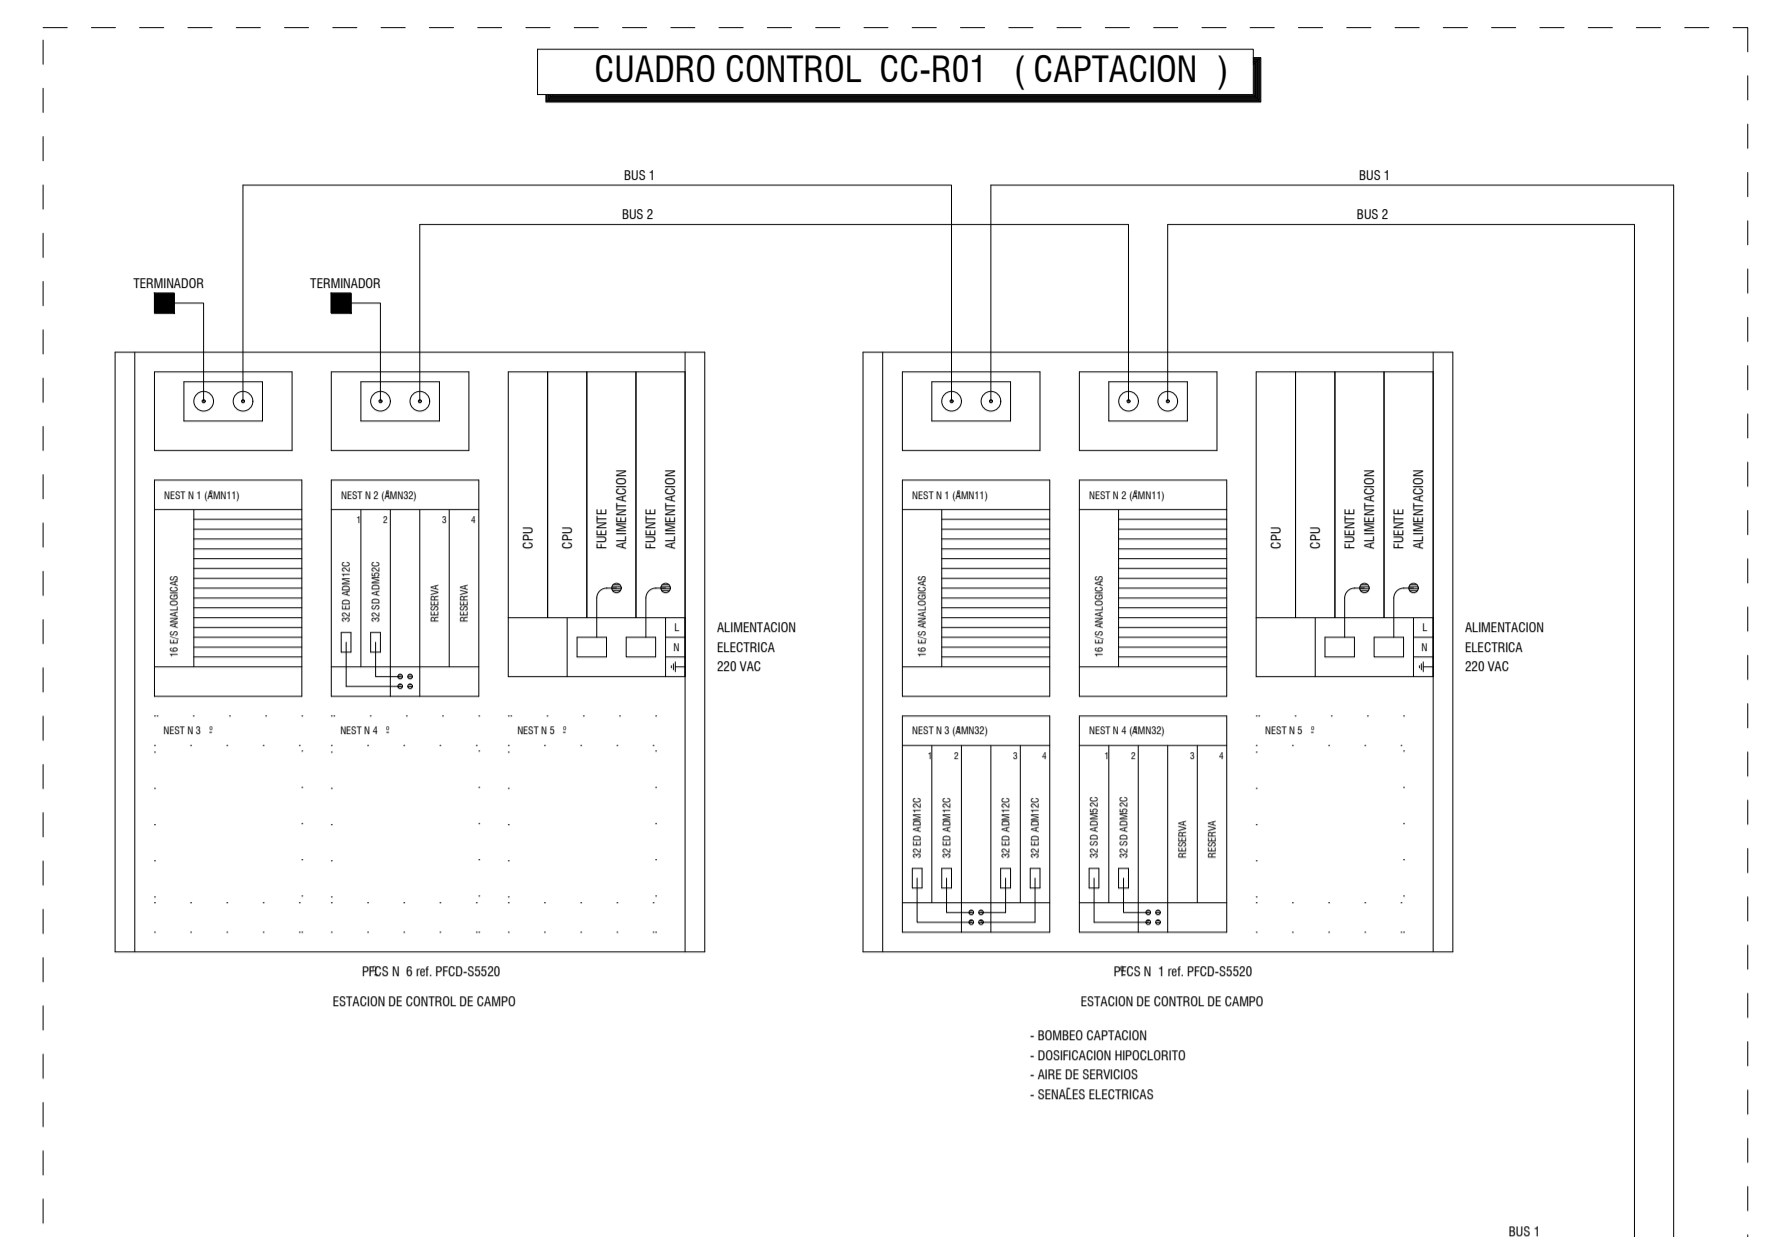 CUADRO CONTROL CC-R01 ( CAPTACION )
BUS 1
BUS 1
BUS 2
BUS 2
TERMINADOR
TERMINADOR
NEST N 1 (AMN11)
16 E/S ANALOGICAS
NEST N 2 (AMN32)
1
2
3
4
32 ED ADM12C
32 SD ADM52C
RESERVA
RESERVA
CPU
CPU
FUENTE
ALIMENTACION
FUENTE
ALIMENTACION
L
N
ALIMENTACION
ELECTRICA
220 VAC
NEST N 3 º
NEST N 4 º
NEST N 5 º
PFCS N 6 ref. PFCD-S5520
ESTACION DE CONTROL DE CAMPO
NEST N 1 (AMN11)
16 E/S ANALOGICAS
NEST N 2 (AMN11)
16 E/S ANALOGICAS
CPU
CPU
FUENTE
ALIMENTACION
FUENTE
ALIMENTACION
L
N
ALIMENTACION
ELECTRICA
220 VAC
NEST N 3 (AMN32)
1
2
3
4
32 ED ADM12C
32 ED ADM12C
32 ED ADM12C
32 ED ADM12C
NEST N 4 (AMN32)
1
2
3
4
32 SD ADM52C
32 SD ADM52C
RESERVA
RESERVA
NEST N 5 º
PFCS N 1 ref. PFCD-S5520
ESTACION DE CONTROL DE CAMPO
- BOMBEO CAPTACION
- DOSIFICACION HIPOCLORITO
- AIRE DE SERVICIOS
- SENALES ELECTRICAS
BUS 1